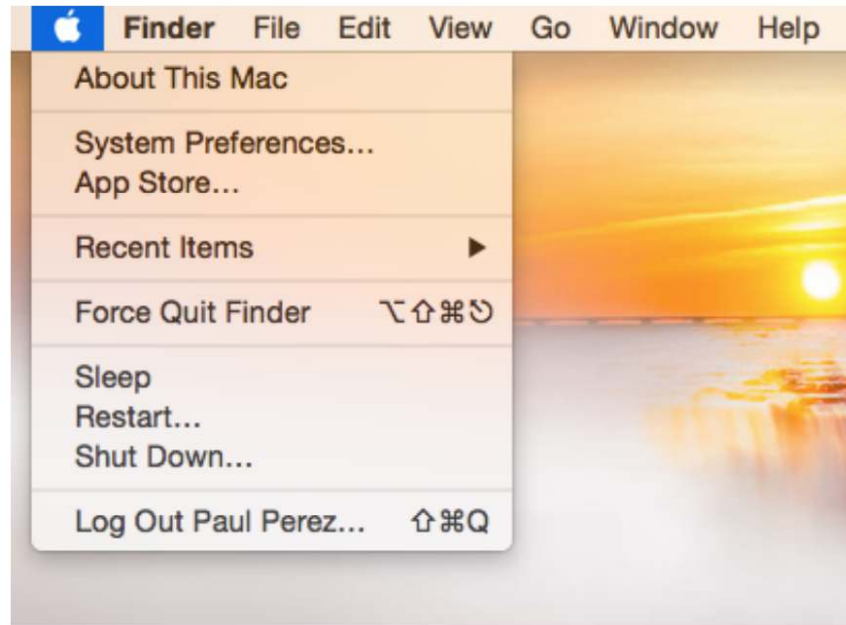 Finder File Edit View Go Window Help
About This Mac
System Preferences...
App Store...
Recent Items ▶
Force Quit Finder ⌥⇧⌘⎋
Sleep
Restart...
Shut Down...
Log Out Paul Perez... ⇧⌘Q